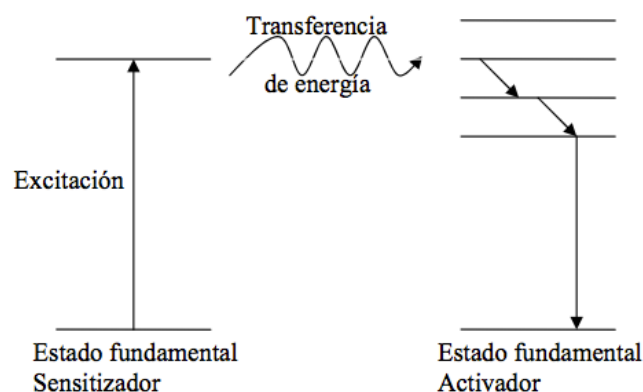 Transferencia
de energía
Excitación
Estado fundamental
Sensitizador
Estado fundamental
Activador